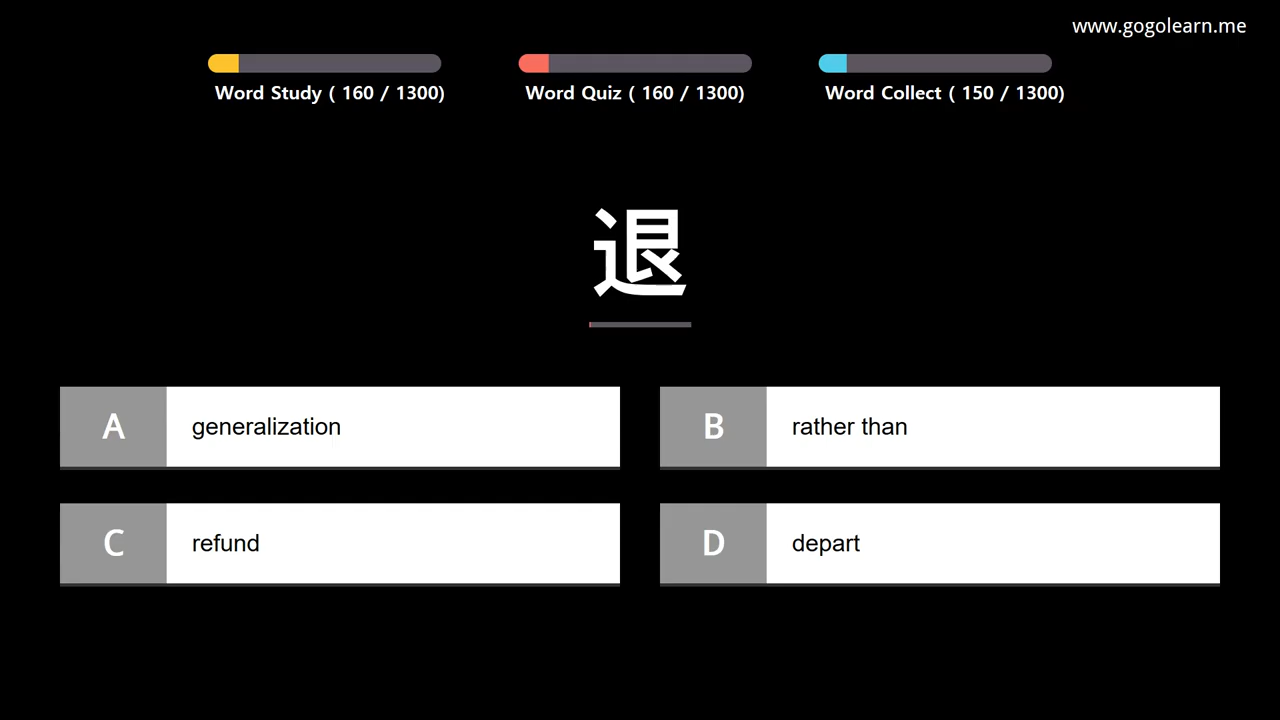 www.gogolearn.me
Word Study ( 160 / 1300)
Word Quiz ( 160 / 1300)
Word Collect ( 150 / 1300)
退
A generalization
B rather than
C refund
D depart